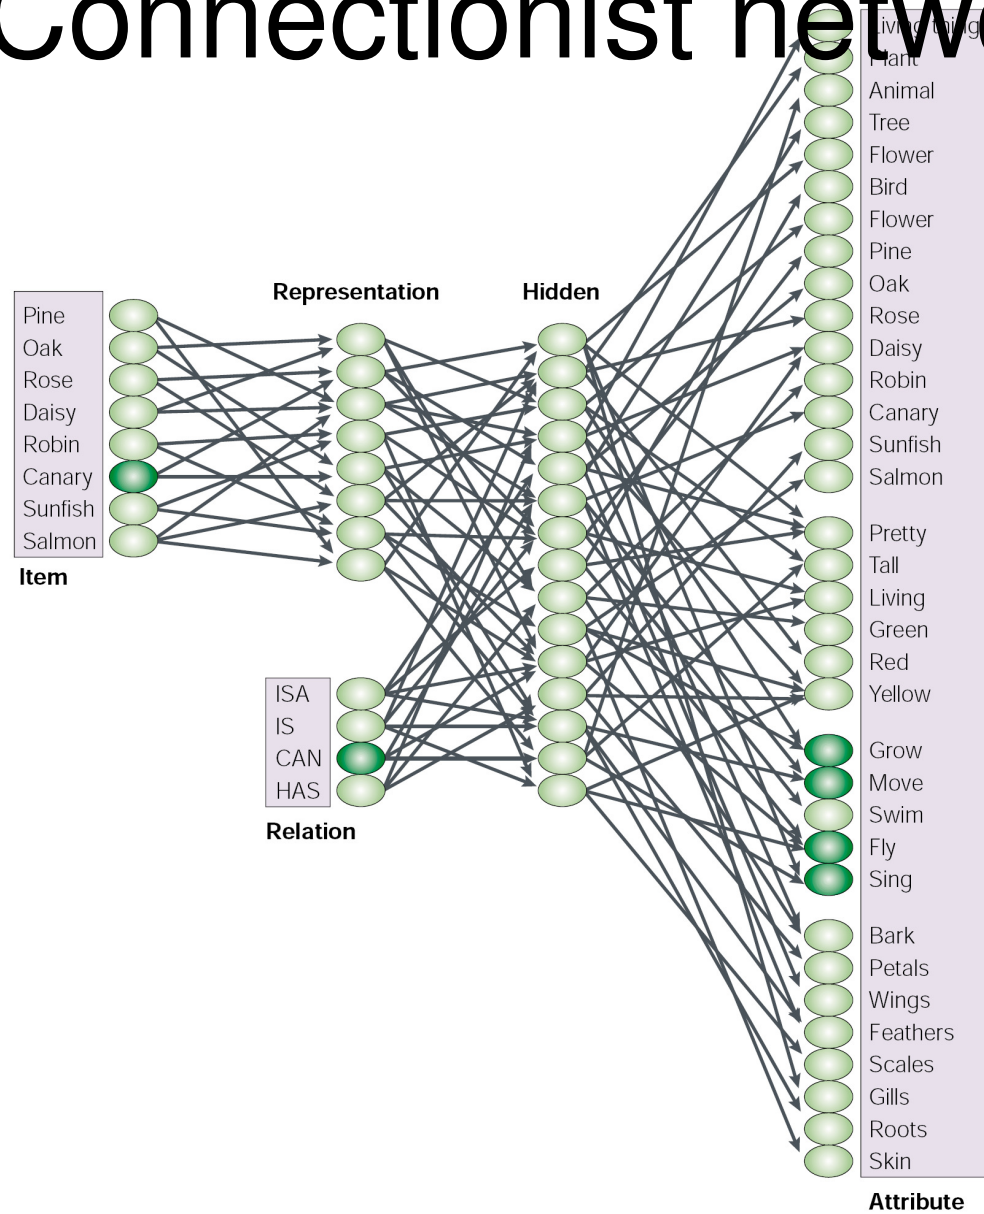 Connectionist netw
Living thing
Plant
Animal
Tree
Flower
Bird
Flower
Pine
Oak
Rose
Daisy
Robin
Canary
Sunfish
Salmon
Pretty
Tall
Living
Green
Red
Yellow
Grow
Move
Swim
Fly
Sing
Bark
Petals
Wings
Feathers
Scales
Gills
Roots
Skin
Attribute
Representation
Hidden
Pine
Oak
Rose
Daisy
Robin
Canary
Sunfish
Salmon
Item
ISA
IS
CAN
HAS
Relation